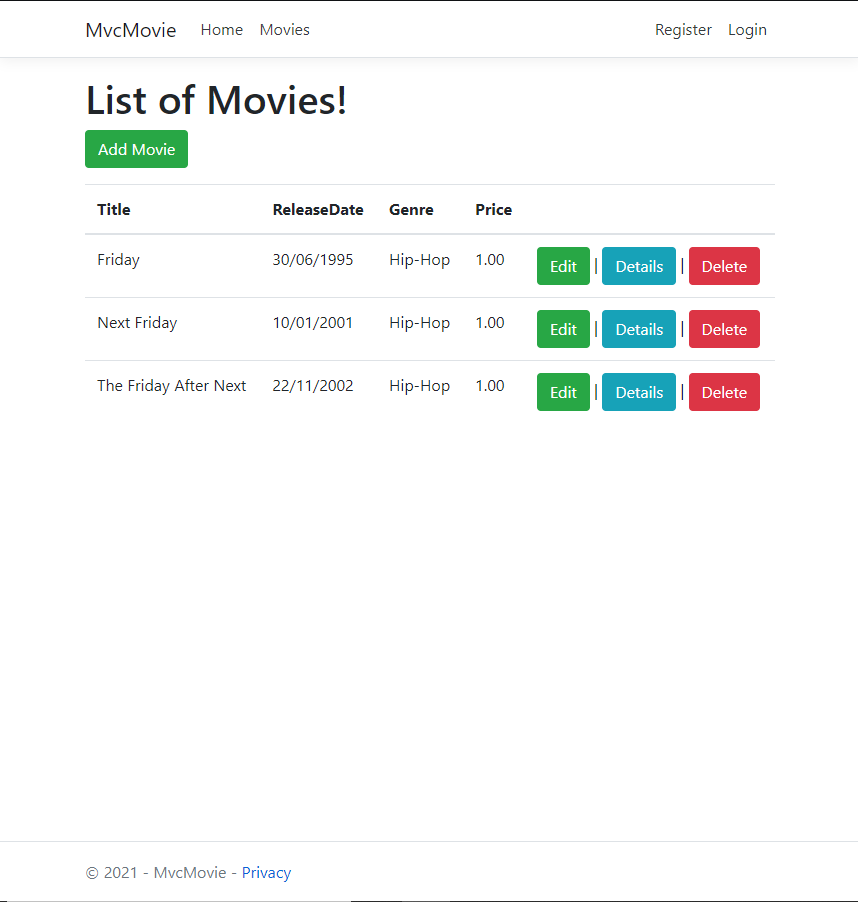 MvcMovie Home Movies Register Login
List of Movies!
Add Movie
Title ReleaseDate Genre Price
Friday 30/06/1995 Hip-Hop 1.00 Edit | Details | Delete
Next Friday 10/01/2001 Hip-Hop 1.00 Edit | Details | Delete
The Friday After Next 22/11/2002 Hip-Hop 1.00 Edit | Details | Delete
© 2021 - MvcMovie - Privacy